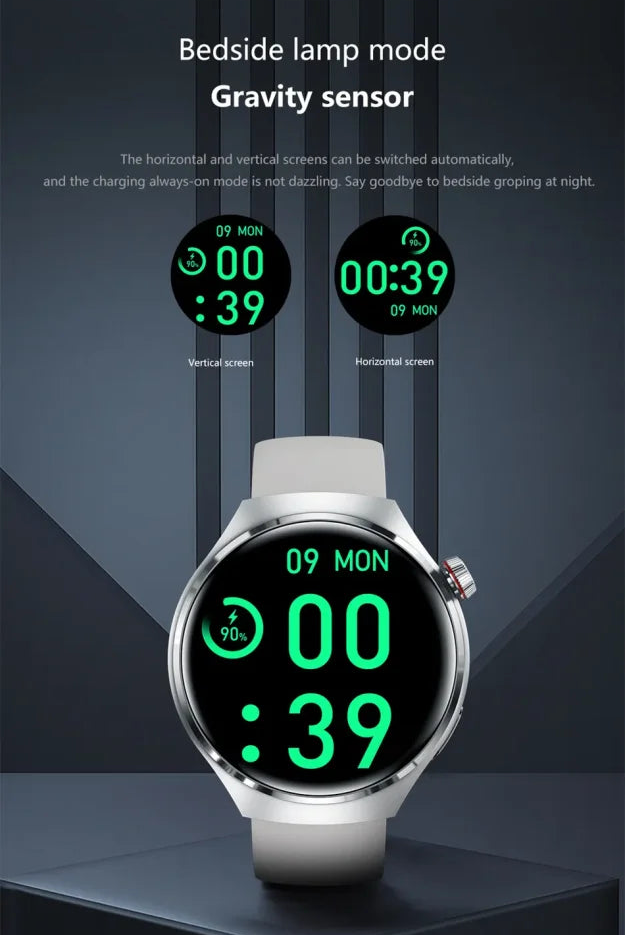 Bedside lamp mode
Gravity sensor
The horizontal and vertical screens can be switched automatically,
and the charging always-on mode is not dazzling. Say goodbye to bedside groping at night.
09 MON
90%
00
:39
Vertical screen
90%
00:39
09 MON
Horizontal screen
09 MON
90%
00
:39